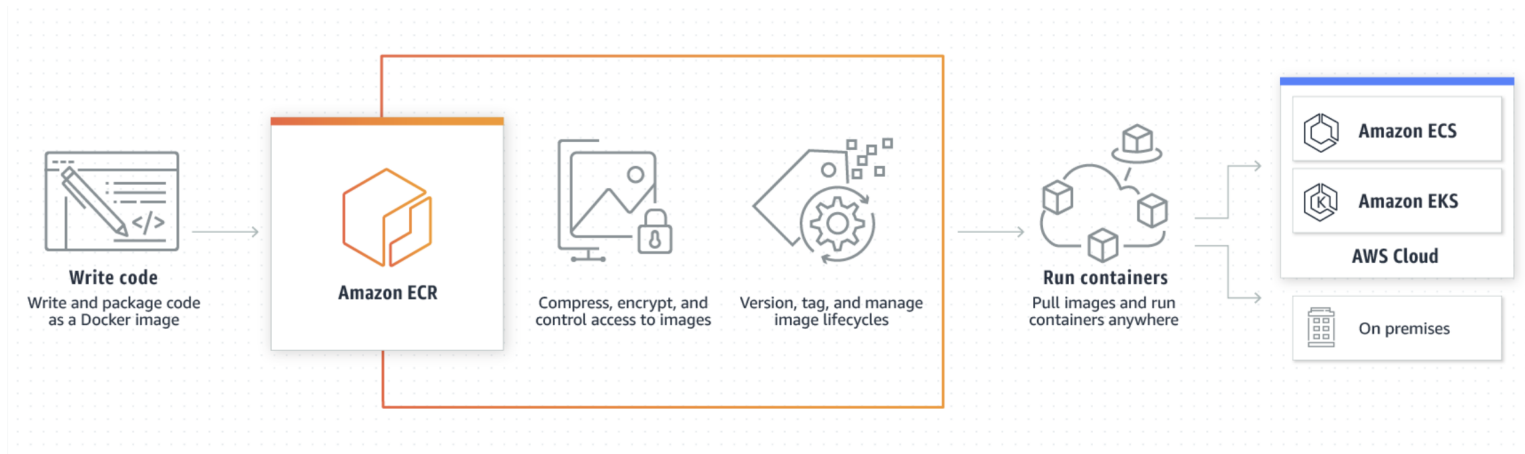 Write code
Write and package code
as a Docker image
</>
Amazon ECR
Compress, encrypt, and
control access to images
Version, tag, and manage
image lifecycles
Run containers
Pull images and run
containers anywhere
Amazon ECS
K
Amazon EKS
AWS Cloud
On premises